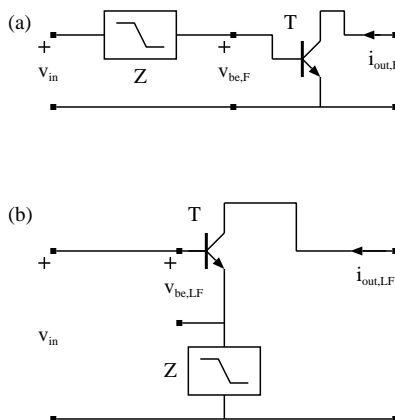 (a)
T
+
+
v_in
Z
v_be,F
i_out,F
(b)
T
+
+
i_out,LF
v_be,LF
v_in
Z